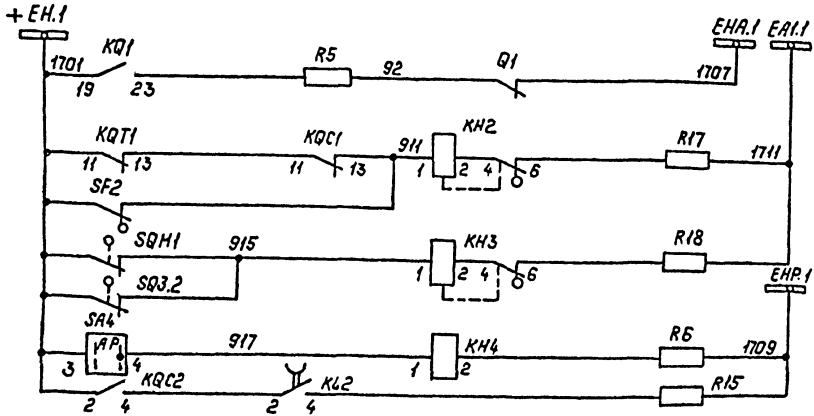 + EH.1 EHA.1 EA1.1
1701 KQ1 R5 92 Q1 1707
19 23
KQT1 KQC1 911 KH2 R17 1711
11 13 11 13 1 2 4 6
SF2
SQH1 915 KH3 R18
1 2 4 6
SQ3.2 EHP.1
SA4
AP 917 KH4 R6 1709
3 4 1 2
KQC2 KL2 R15
2 4 2 4